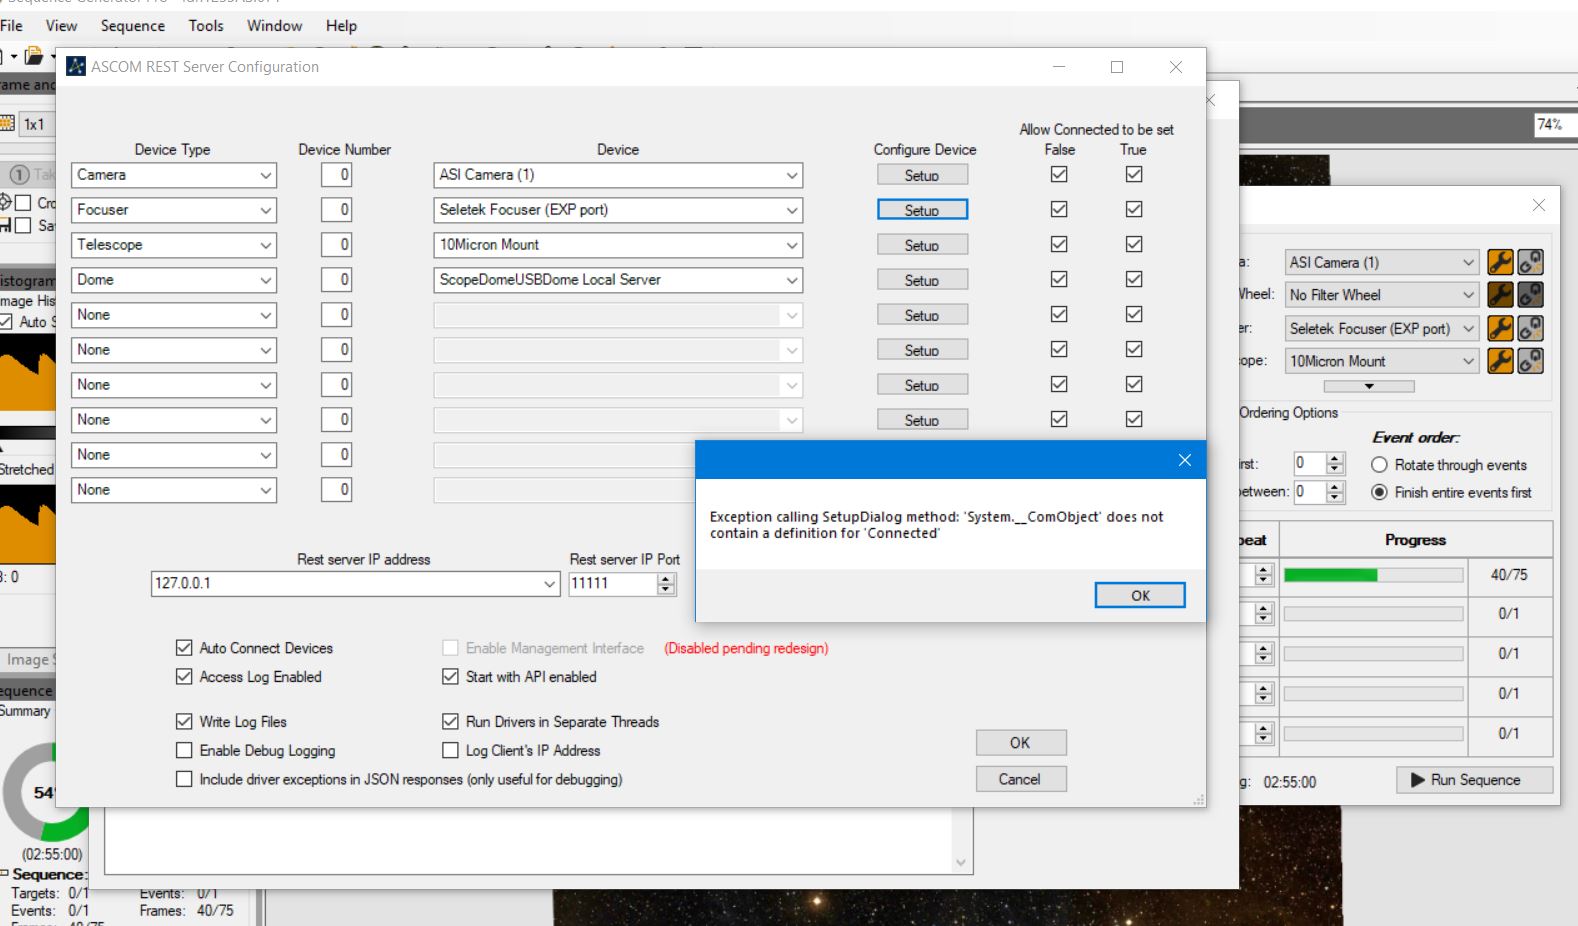 File View Sequence Tools Window Help
ASCOM REST Server Configuration
1x1
74%
Allow Connected to be set
Device Type Device Number Device Configure Device False True
Camera 0 ASI Camera (1) Setup
Focuser 0 Seletek Focuser (EXP port) Setup
Telescope 0 10Micron Mount Setup
Dome 0 ScopeDomeUSBDome Local Server Setup
None 0 Setup
None 0 Setup
None 0 Setup
None 0 Setup
None 0
None 0
Exception calling SetupDialog method: 'System.__ComObject' does not
contain a definition for 'Connected'
OK
Rest server IP address Rest server IP Port
127.0.0.1 11111
Auto Connect Devices Enable Management Interface (Disabled pending redesign)
Access Log Enabled Start with API enabled
Write Log Files Run Drivers in Separate Threads
Enable Debug Logging Log Client's IP Address
Include driver exceptions in JSON responses (only useful for debugging)
OK
Cancel
a: ASI Camera (1)
Wheel: No Filter Wheel
er: Seletek Focuser (EXP port)
ope: 10Micron Mount
Ordering Options
Event order:
irst: 0 Rotate through events
between: 0 Finish entire events first
peat Progress
40/75
0/1
0/1
0/1
0/1
g: 02:55:00 Run Sequence
ame and
1 Tak
Cro
Sa
istogram
mage His
Auto S
Stretched
3: 0
Image S
equence
Summary
54
(02:55:00)
Sequence:
Targets: 0/1 Events: 0/1
Events: 0/1 Frames: 40/75